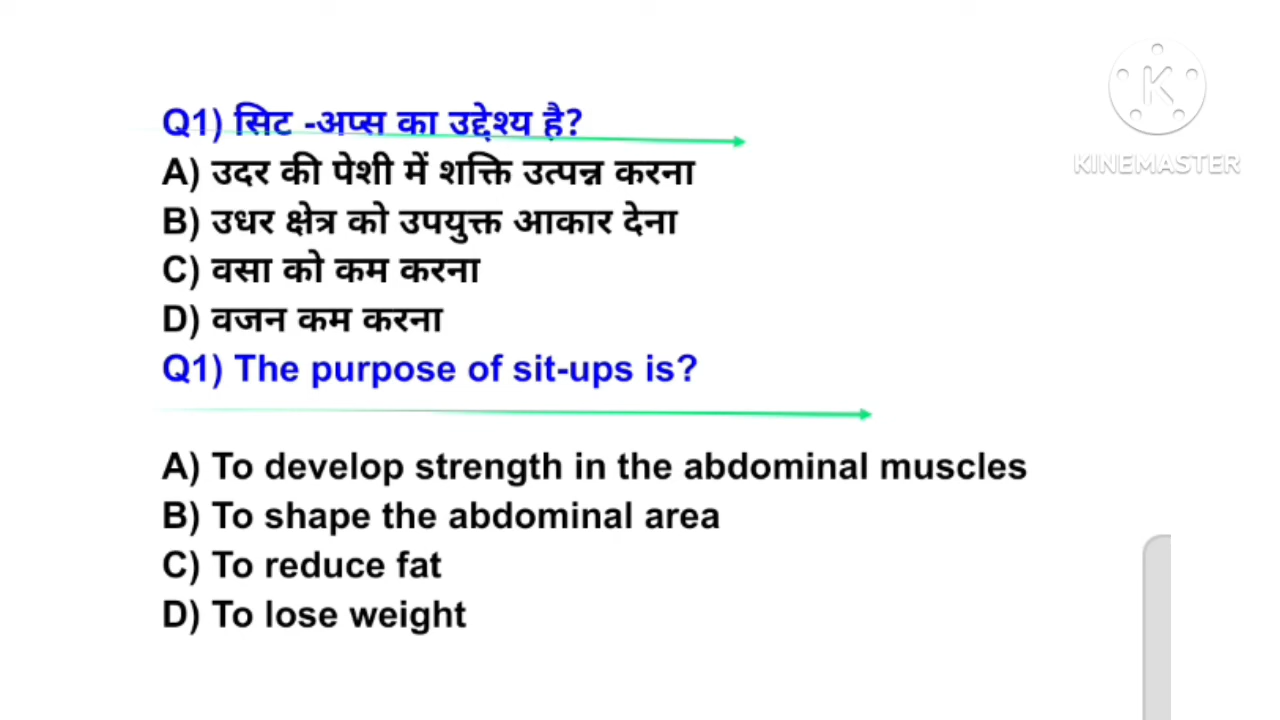 Q1) सिट -अप्स का उद्देश्य है?
A) उदर की पेशी में शक्ति उत्पन्न करना
B) उधर क्षेत्र को उपयुक्त आकार देना
C) वसा को कम करना
D) वजन कम करना
Q1) The purpose of sit-ups is?
A) To develop strength in the abdominal muscles
B) To shape the abdominal area
C) To reduce fat
D) To lose weight
K
KINEMASTER